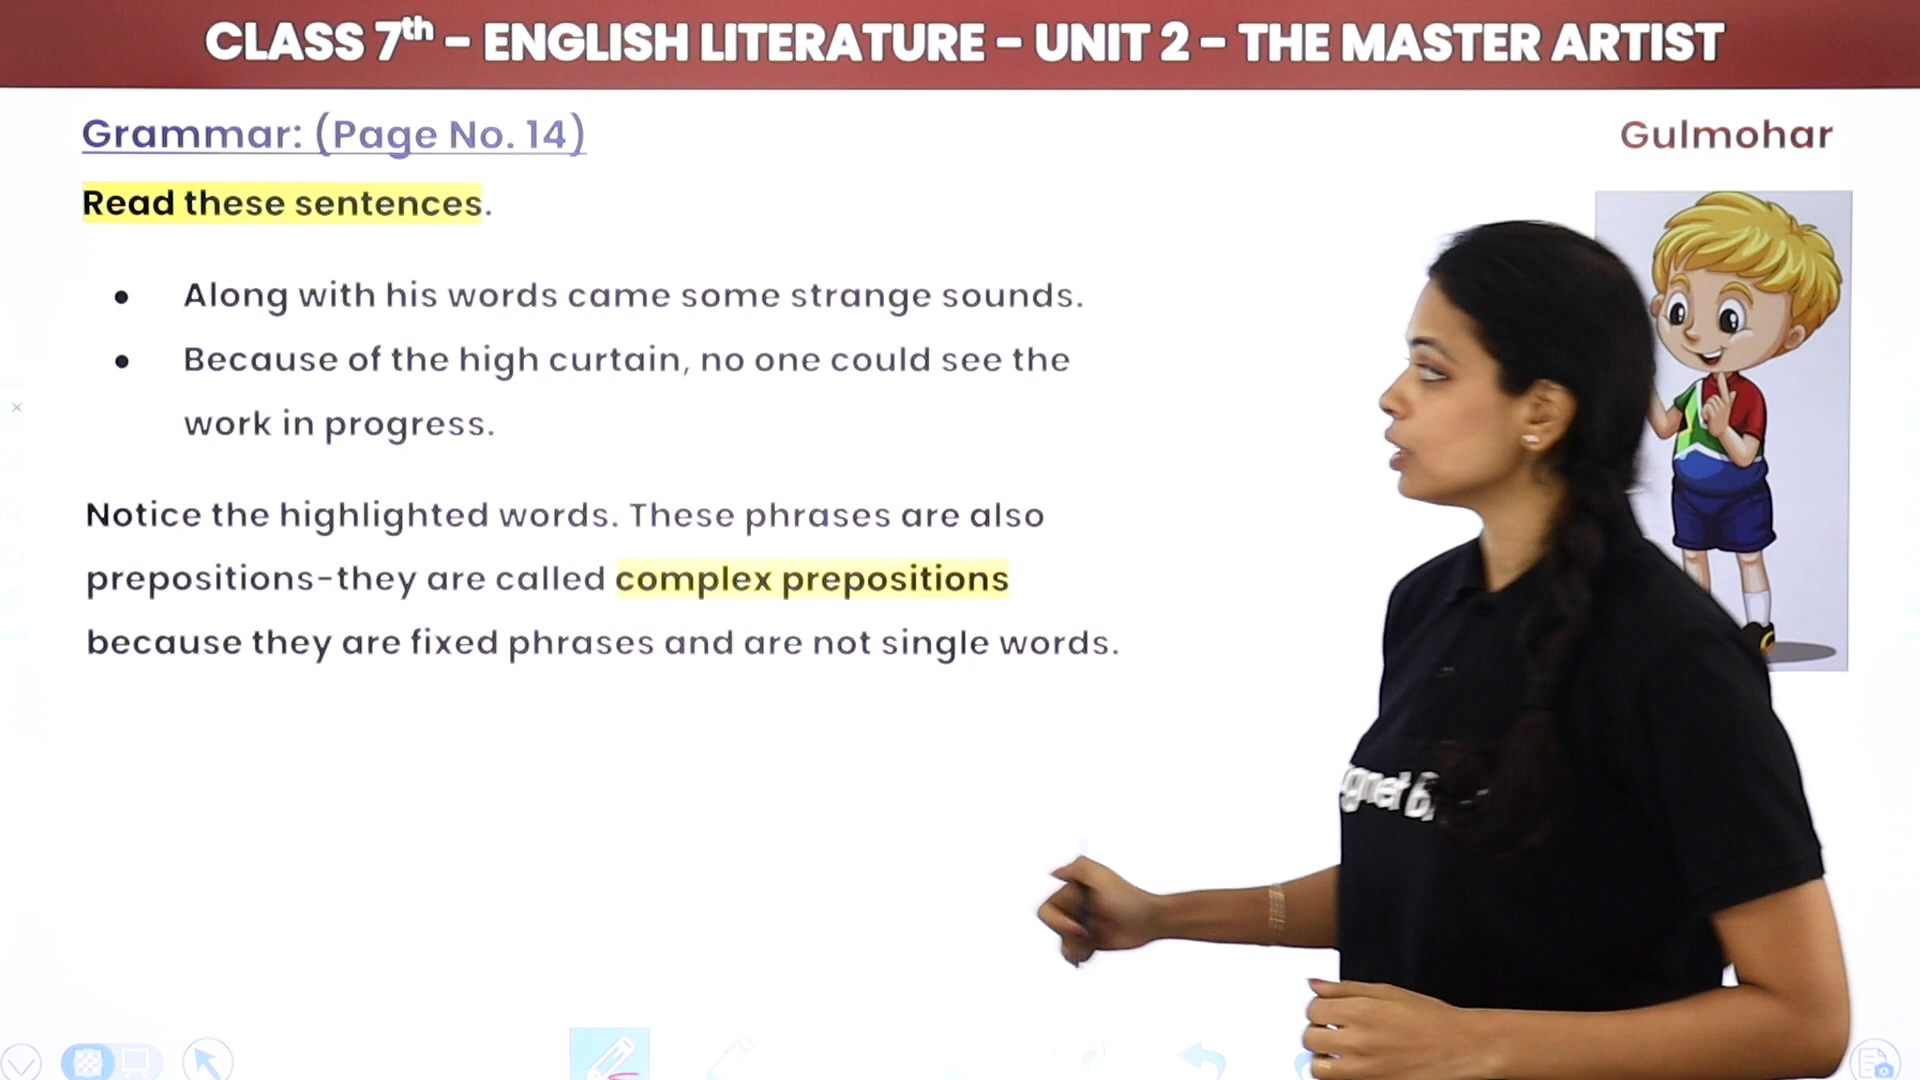 CLASS 7th - ENGLISH LITERATURE - UNIT 2 - THE MASTER ARTIST
Grammar: (Page No. 14)
Gulmohar
Read these sentences.
• Along with his words came some strange sounds.
• Because of the high curtain, no one could see the
work in progress.
Notice the highlighted words. These phrases are also
prepositions-they are called complex prepositions
because they are fixed phrases and are not single words.